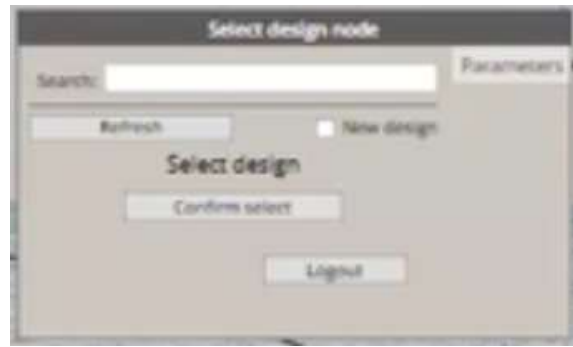 Select design node
Search:
Parameters
Refresh
New design
Select design
Confirm select
Logout